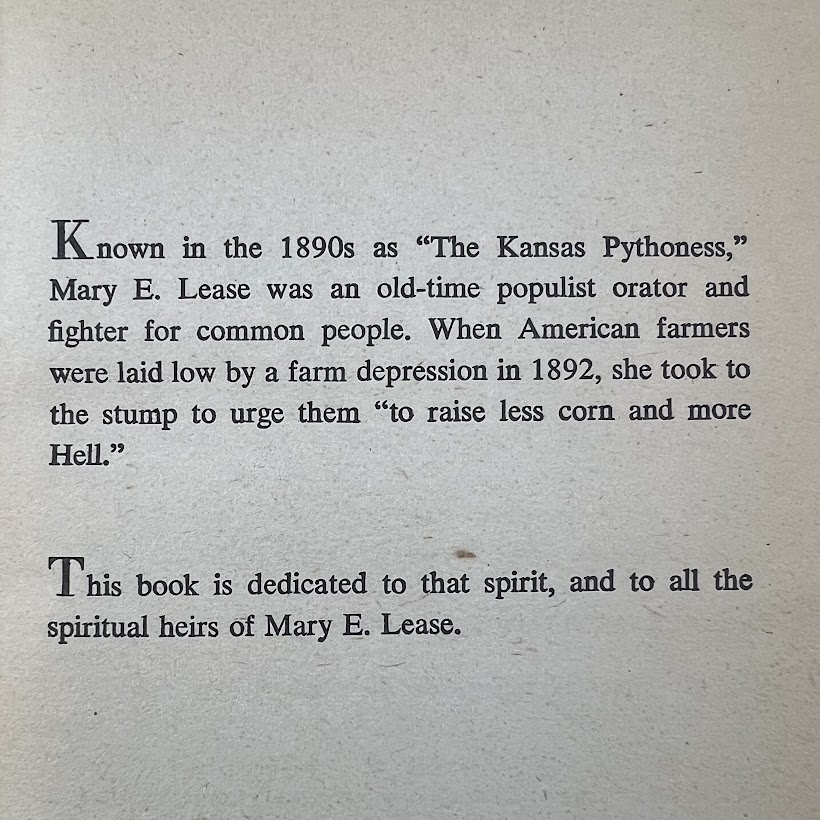 Known in the 1890s as “The Kansas Pythoness,”
Mary E. Lease was an old-time populist orator and
fighter for common people. When American farmers
were laid low by a farm depression in 1892, she took to
the stump to urge them “to raise less corn and more
Hell.”
This book is dedicated to that spirit, and to all the
spiritual heirs of Mary E. Lease.